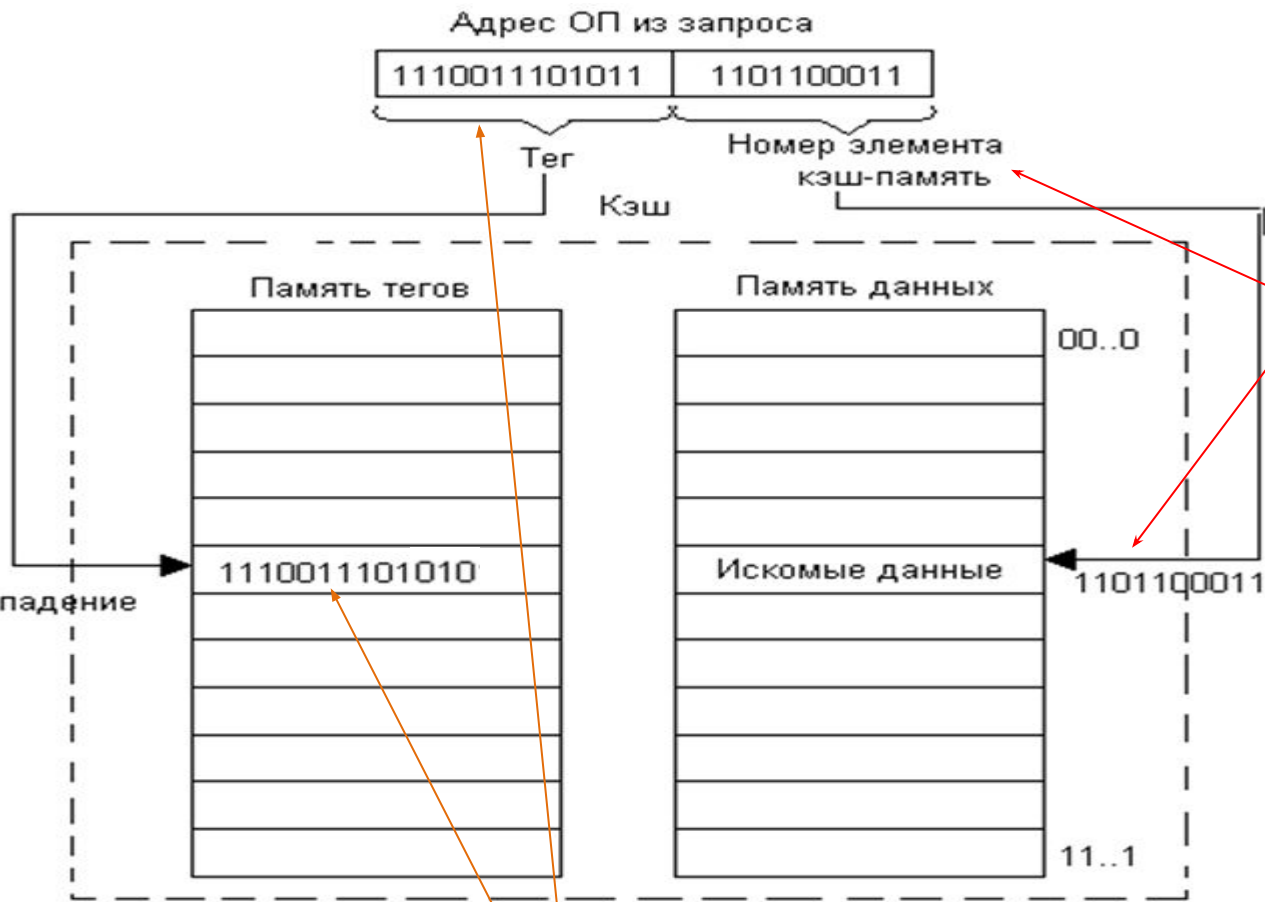 Адрес ОП из запроса
1110011101011 1101100011
Тег
Номер элемента
кэш-память
Кэш
Память тегов
Память данных
00..0
1110011101010
Искомые данные
1101100011
падение
11..1